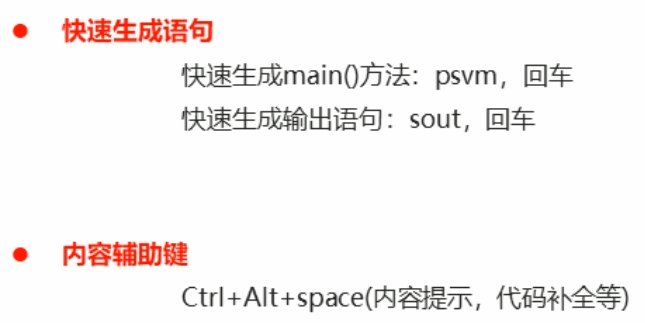 快速生成语句
快速生成main()方法：psvm，回车
快速生成输出语句：sout，回车
内容辅助键
Ctrl+Alt+space(内容提示，代码补全等)